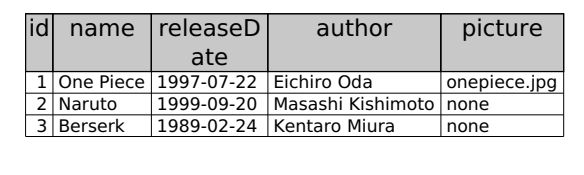 id name releaseD author picture
ate
1 One Piece 1997-07-22 Eichiro Oda onepiece.jpg
2 Naruto 1999-09-20 Masashi Kishimoto none
3 Berserk 1989-02-24 Kentaro Miura none